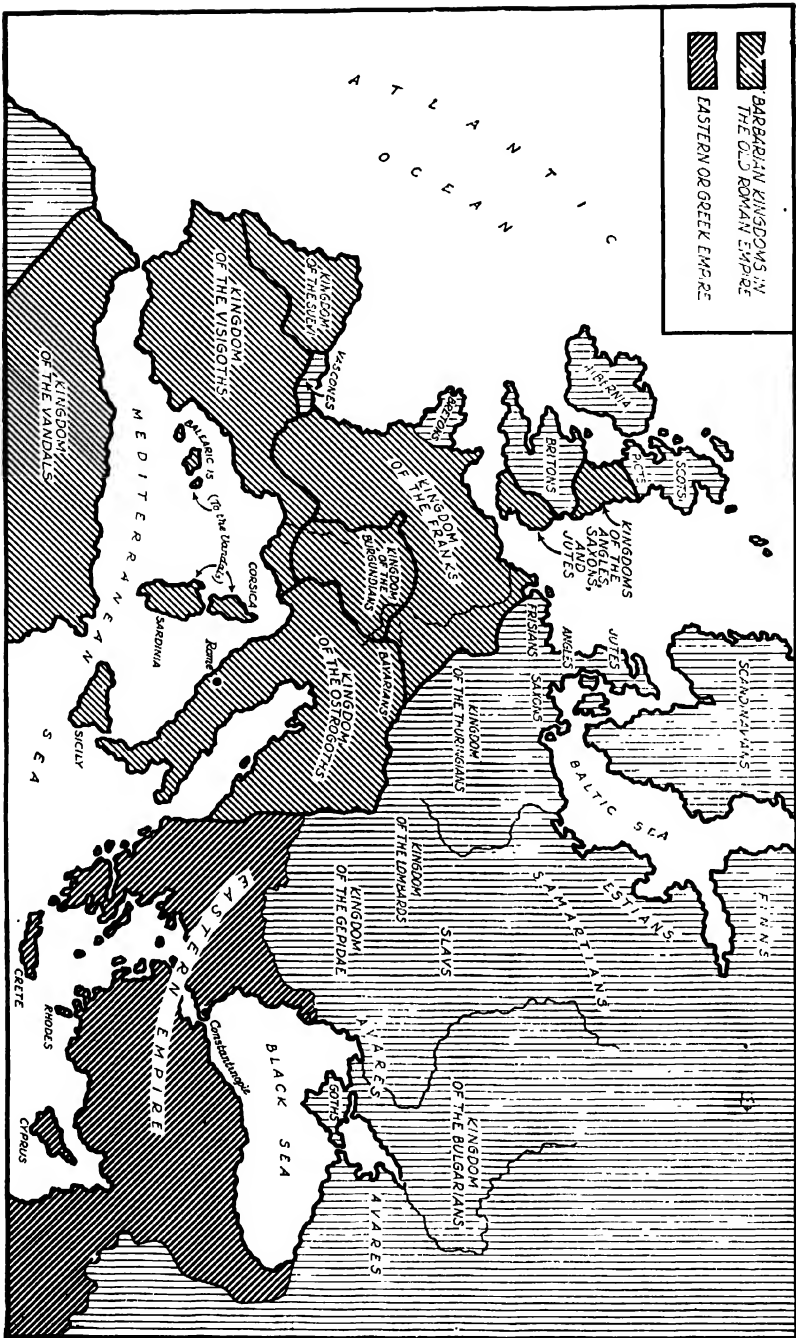 BARBARIAN KINGDOMS IN
THE OLD ROMAN EMPIRE
EASTERN OR GREEK EMPIRE
ATLANTIC
OCEAN
HIBERNIA
SCOTS
PICTS
BRITONS
KINGDOMS
OF THE
ANGLES,
SAXONS,
AND
JUTES
SCANDINAVANS
FINNS
JUTES
ANGLES
BALTIC SEA
ESTIANS
FRISIANS
SAXONS
SAMARTIANS
BRETONS
KINGDOM
OF THE FRANKS
KINGDOM
OF THE THURINGIANS
KINGDOM
OF THE LOMBARDS
SLAVS
KINGDOM
OF THE BULGARIANS
KINGDOM
OF THE
BURGUNDIANS
BAVARIANS
KINGDOM
OF THE GEPIDAE
AVARES
AVARES
GOTHS
VASCONES
KINGDOM
OF THE SUEVI
KINGDOM
OF THE OSTROGOTHS
BLACK SEA
KINGDOM
OF THE VISIGOTHS
CORSICA
Rome
EASTERN EMPIRE
Constantinople
BALEARIC IS
(To the Vandals)
SARDINIA
MEDITERRANEAN
SEA
SICILY
KINGDOM
OF THE VANDALS
CRETE
RHODES
CYPRUS